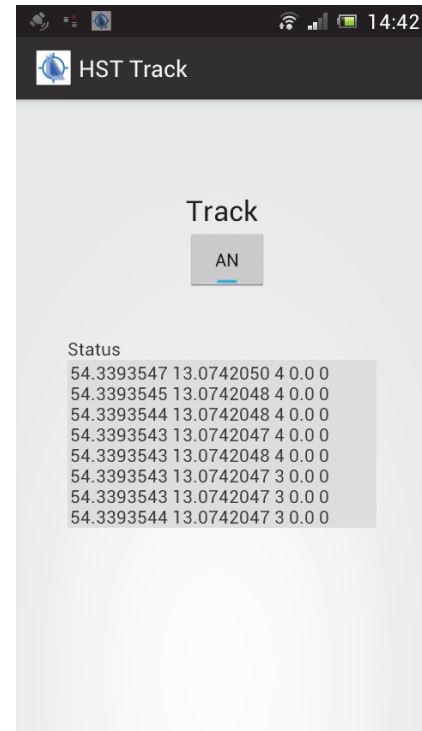 14:42
HST Track
Track
AN
Status
54.3393547 13.0742050 4 0.0 0
54.3393545 13.0742048 4 0.0 0
54.3393544 13.0742048 4 0.0 0
54.3393543 13.0742047 4 0.0 0
54.3393543 13.0742048 4 0.0 0
54.3393543 13.0742047 3 0.0 0
54.3393543 13.0742047 3 0.0 0
54.3393544 13.0742047 3 0.0 0